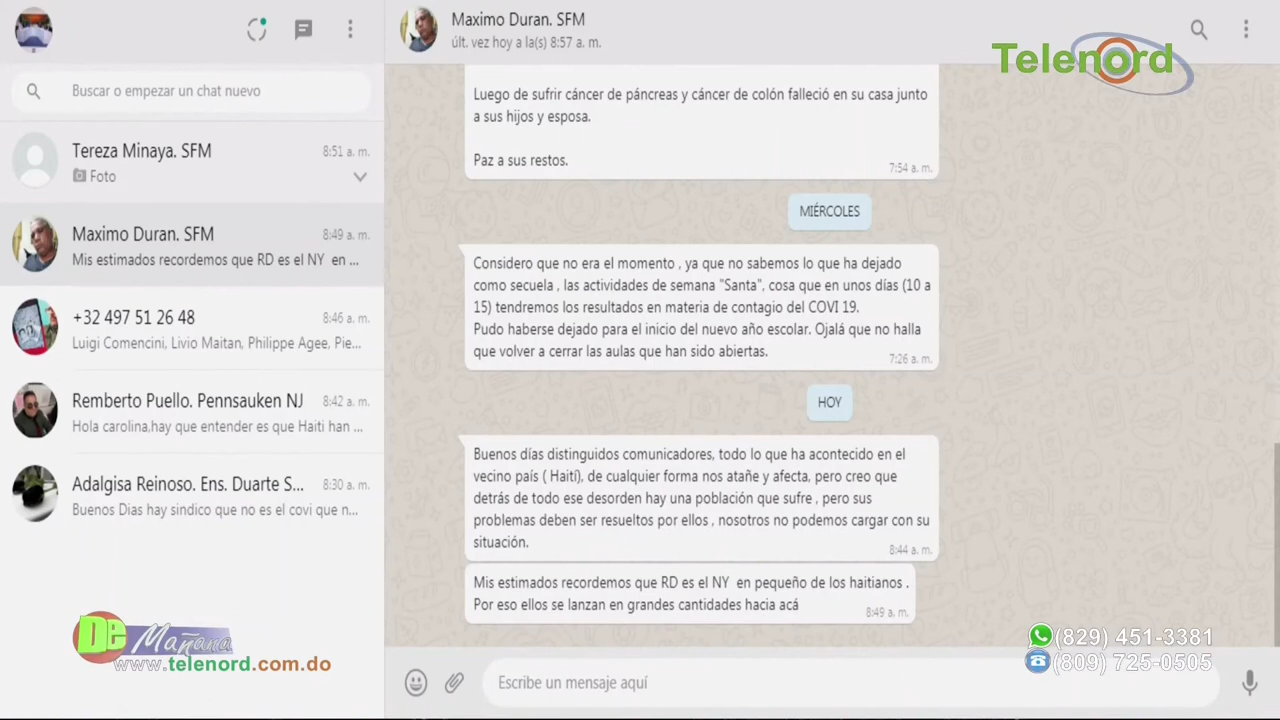 Maximo Duran. SFM
últ. vez hoy a la(s) 8:57 a. m.
Telenord
Buscar o empezar un chat nuevo
Tereza Minaya. SFM
8:51 a. m.
Foto
Maximo Duran. SFM
8:49 a. m.
Mis estimados recordemos que RD es el NY en ...
+32 497 51 26 48
8:46 a. m.
Luigi Comencini, Livio Maitan, Philippe Agee, Pie...
Remberto Puello. Pennsauken NJ
8:42 a. m.
Hola carolina,hay que entender es que Haiti han ...
Adalgisa Reinoso. Ens. Duarte S...
8:30 a. m.
Buenos Dias hay sindico que no es el covi que n...
Luego de sufrir cáncer de páncreas y cáncer de colón falleció en su casa junto
a sus hijos y esposa.
Paz a sus restos.
7:54 a. m.
MIÉRCOLES
Considero que no era el momento , ya que no sabemos lo que ha dejado
como secuela , las actividades de semana "Santa", cosa que en unos días (10 a
15) tendremos los resultados en materia de contagio del COVI 19.
Pudo haberse dejado para el inicio del nuevo año escolar. Ojalá que no halla
que volver a cerrar las aulas que han sido abiertas.
7:26 a. m.
HOY
Buenos días distinguidos comunicadores, todo lo que ha acontecido en el
vecino país ( Haití), de cualquier forma nos atañe y afecta, pero creo que
detrás de todo ese desorden hay una población que sufre , pero sus
problemas deben ser resueltos por ellos , nosotros no podemos cargar con su
situación.
8:44 a. m.
Mis estimados recordemos que RD es el NY en pequeño de los haitianos .
Por eso ellos se lanzan en grandes cantidades hacia acá
8:49 a. m.
De Mañana
www.telenord.com.do
(829) 451-3381
(809) 725-0505
Escribe un mensaje aquí